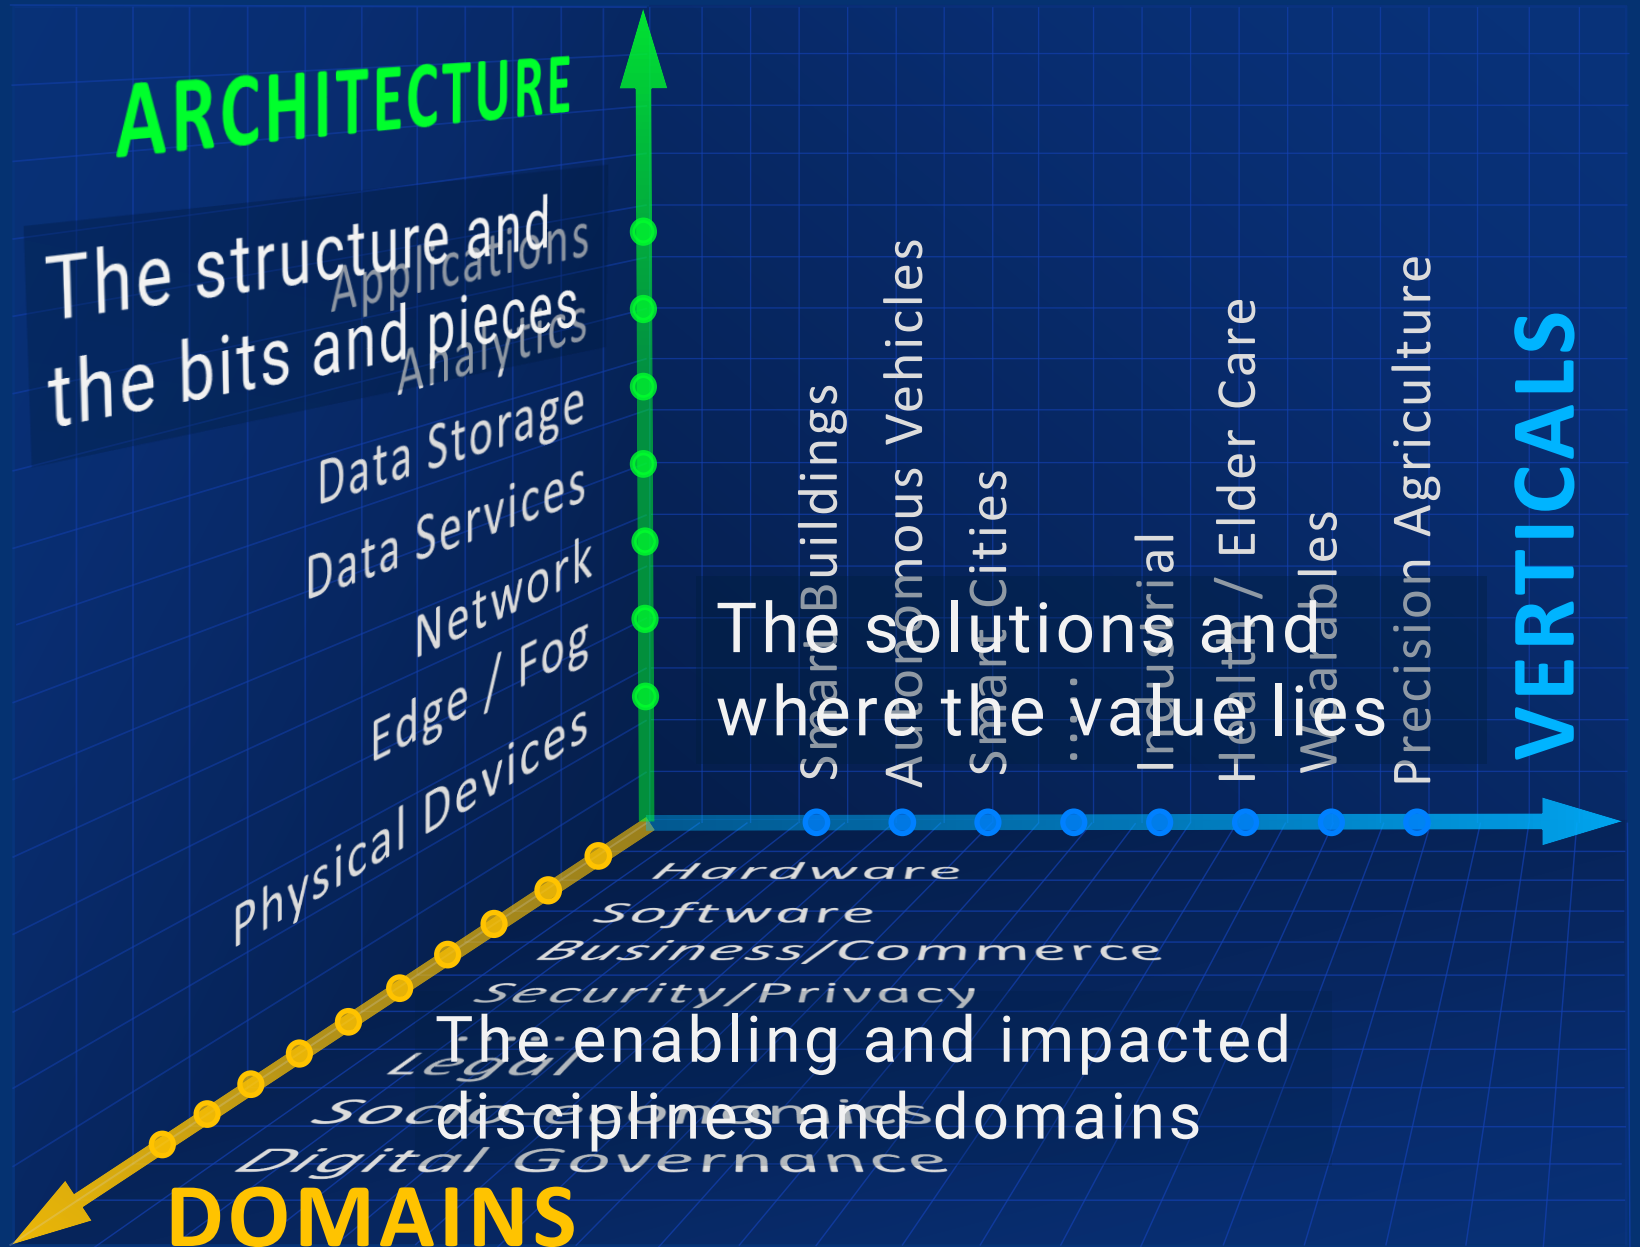 ARCHITECTURE
The structure and
the bits and pieces
Applications
Analytics
Data Storage
Data Services
Network
Edge / Fog
Physical Devices
Smart Buildings
Autonomous Vehicles
Smart Cities
. . . .
Industrial
Health / Elder Care
Wearables
Precision Agriculture
VERTICALS
The solutions and
where the value lies
Hardware
Software
Business/Commerce
Security/Privacy
The enabling and impacted
disciplines and domains
Legal
Socio-economics
Digital Governance
DOMAINS